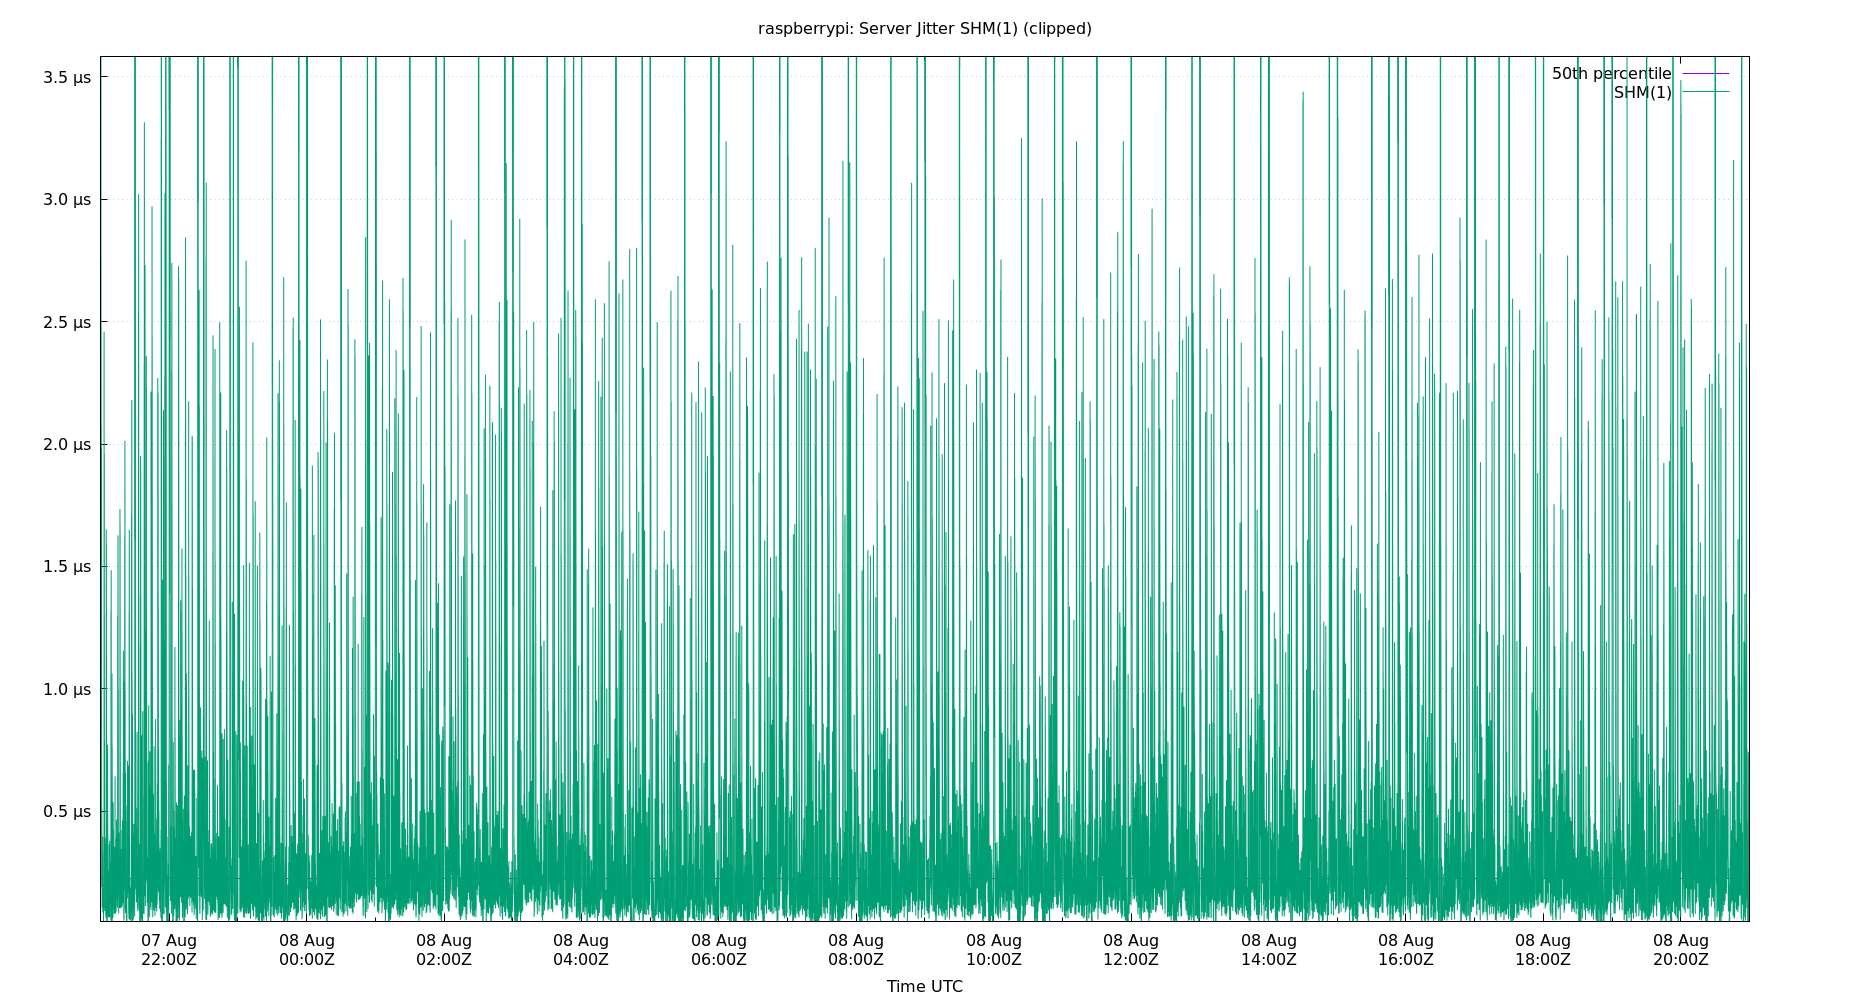 raspberrypi: Server Jitter SHM(1) (clipped)
50th percentile
SHM(1)
3.5 µs
3.0 µs
2.5 µs
2.0 µs
1.5 µs
1.0 µs
0.5 µs
07 Aug 08 Aug 08 Aug 08 Aug 08 Aug 08 Aug 08 Aug 08 Aug 08 Aug 08 Aug 08 Aug 08 Aug
22:00Z 00:00Z 02:00Z 04:00Z 06:00Z 08:00Z 10:00Z 12:00Z 14:00Z 16:00Z 18:00Z 20:00Z
Time UTC